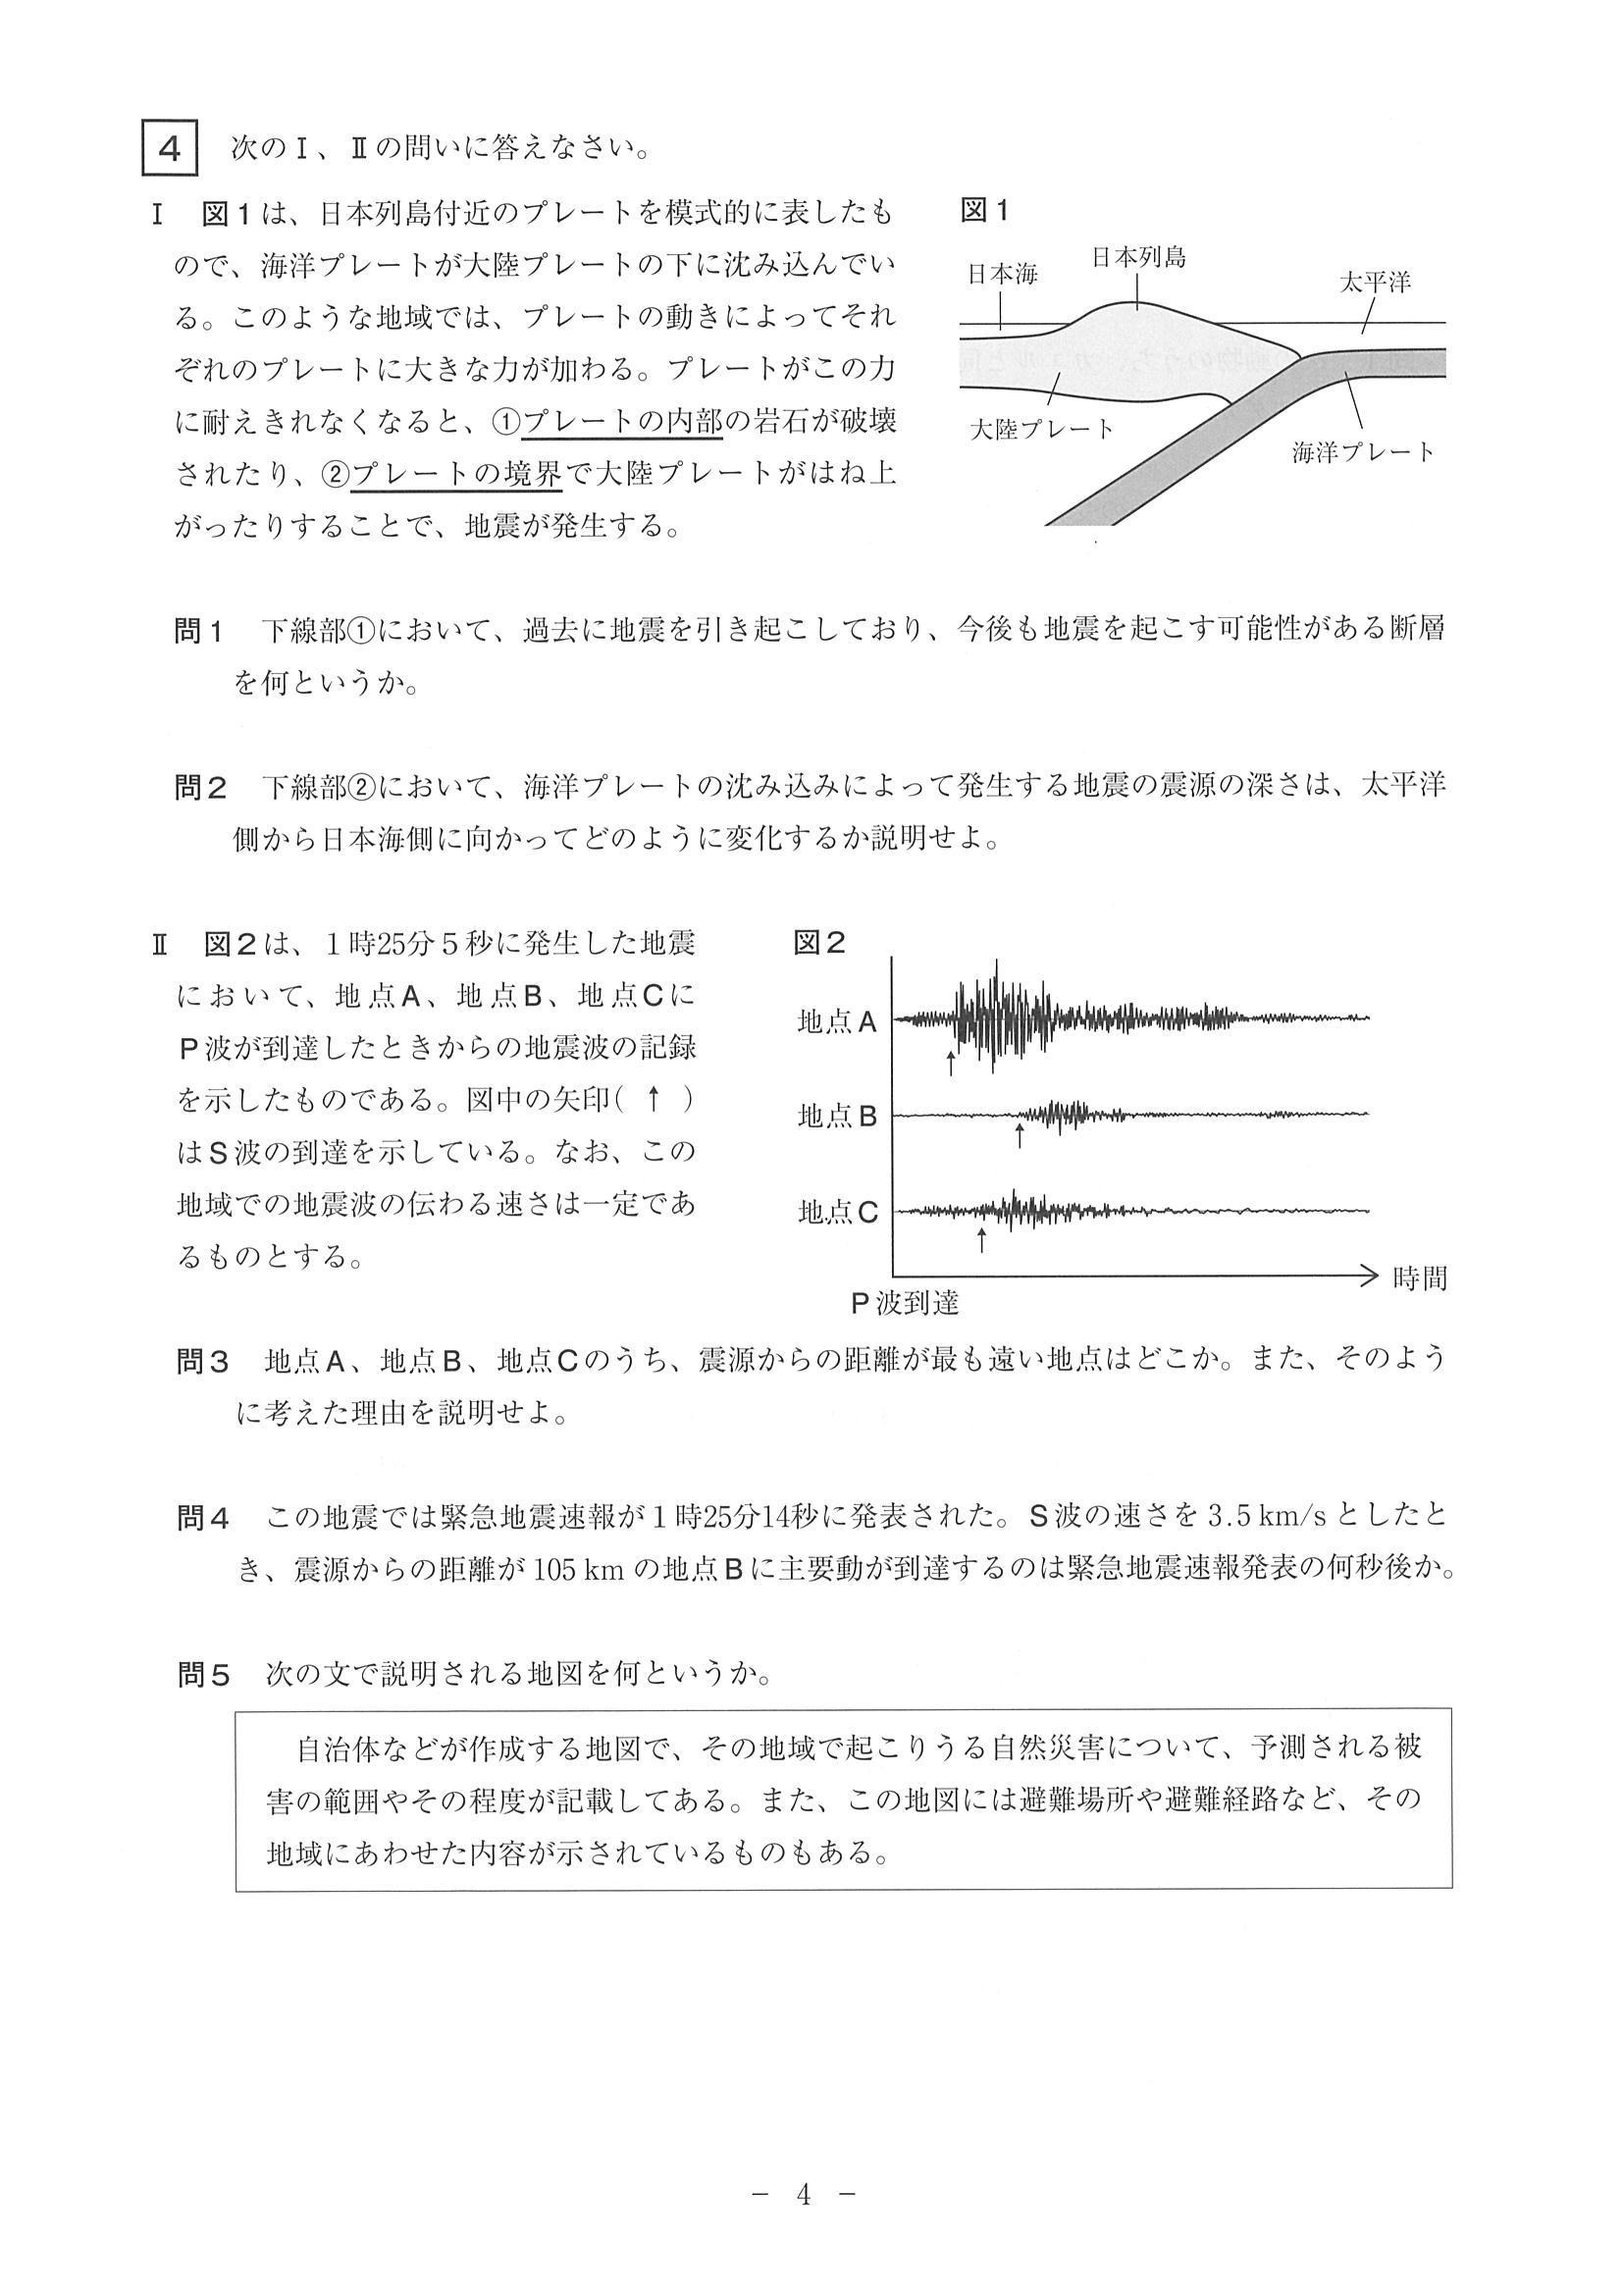 4 次のⅠ、Ⅱの問いに答えなさい。
Ⅰ 図1は、日本列島付近のプレートを模式的に表したも
ので、海洋プレートが大陸プレートの下に沈み込んでい
る。このような地域では、プレートの動きによってそれ
ぞれのプレートに大きな力が加わる。プレートがこの力
に耐えきれなくなると、①プレートの内部の岩石が破壊
されたり、②プレートの境界で大陸プレートがはね上
がったりすることで、地震が発生する。
図1
日本海
日本列島
太平洋
大陸プレート
海洋プレート
問1 下線部①において、過去に地震を引き起こしており、今後も地震を起こす可能性がある断層
を何というか。
問2 下線部②において、海洋プレートの沈み込みによって発生する地震の震源の深さは、太平洋
側から日本海側に向かってどのように変化するか説明せよ。
Ⅱ 図2は、1時25分5秒に発生した地震
において、地点A、地点B、地点Cに
P波が到達したときからの地震波の記録
を示したものである。図中の矢印(↑)
はS波の到達を示している。なお、この
地域での地震波の伝わる速さは一定であ
るものとする。
図2
地点A
↑
地点B
↑
地点C
↑
時間
P波到達
問3 地点A、地点B、地点Cのうち、震源からの距離が最も遠い地点はどこか。また、そのよう
に考えた理由を説明せよ。
問4 この地震では緊急地震速報が1時25分14秒に発表された。S波の速さを3.5 km/sとしたと
き、震源からの距離が105 kmの地点Bに主要動が到達するのは緊急地震速報発表の何秒後か。
問5 次の文で説明される地図を何というか。
自治体などが作成する地図で、その地域で起こりうる自然災害について、予測される被
害の範囲やその程度が記載してある。また、この地図には避難場所や避難経路など、その
地域にあわせた内容が示されているものもある。
− 4 −